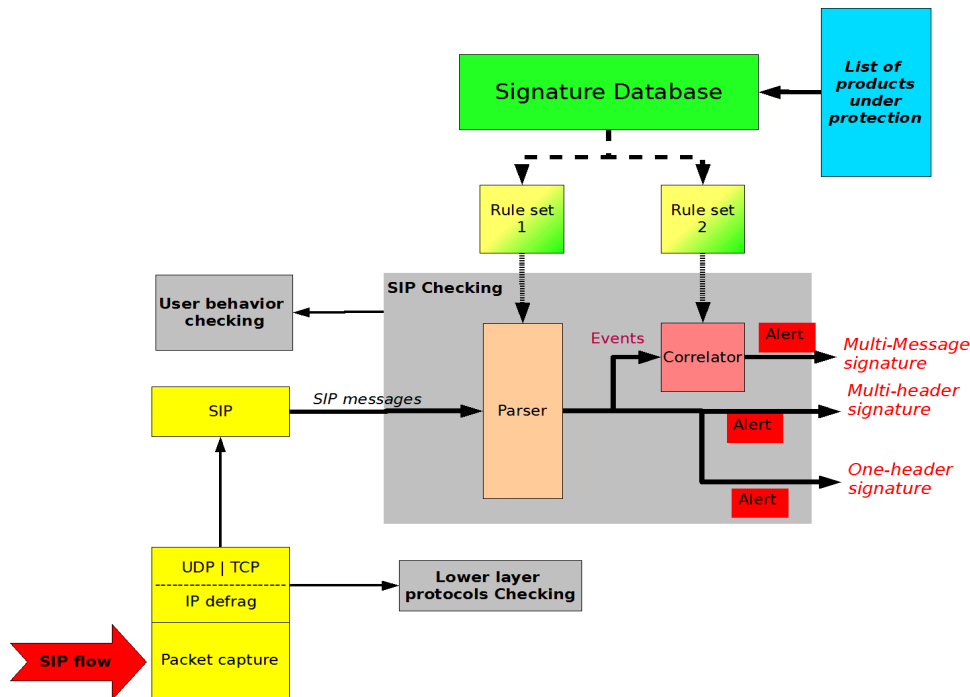 List of
products
under
protection
Signature Database
Rule set
1
Rule set
2
SIP Checking
User behavior
checking
Events
Alert
Correlator
Multi-Message
signature
SIP
SIP messages
Parser
Multi-header
signature
Alert
One-header
signature
Alert
UDP | TCP
IP defrag
Lower layer
protocols Checking
SIP flow
Packet capture